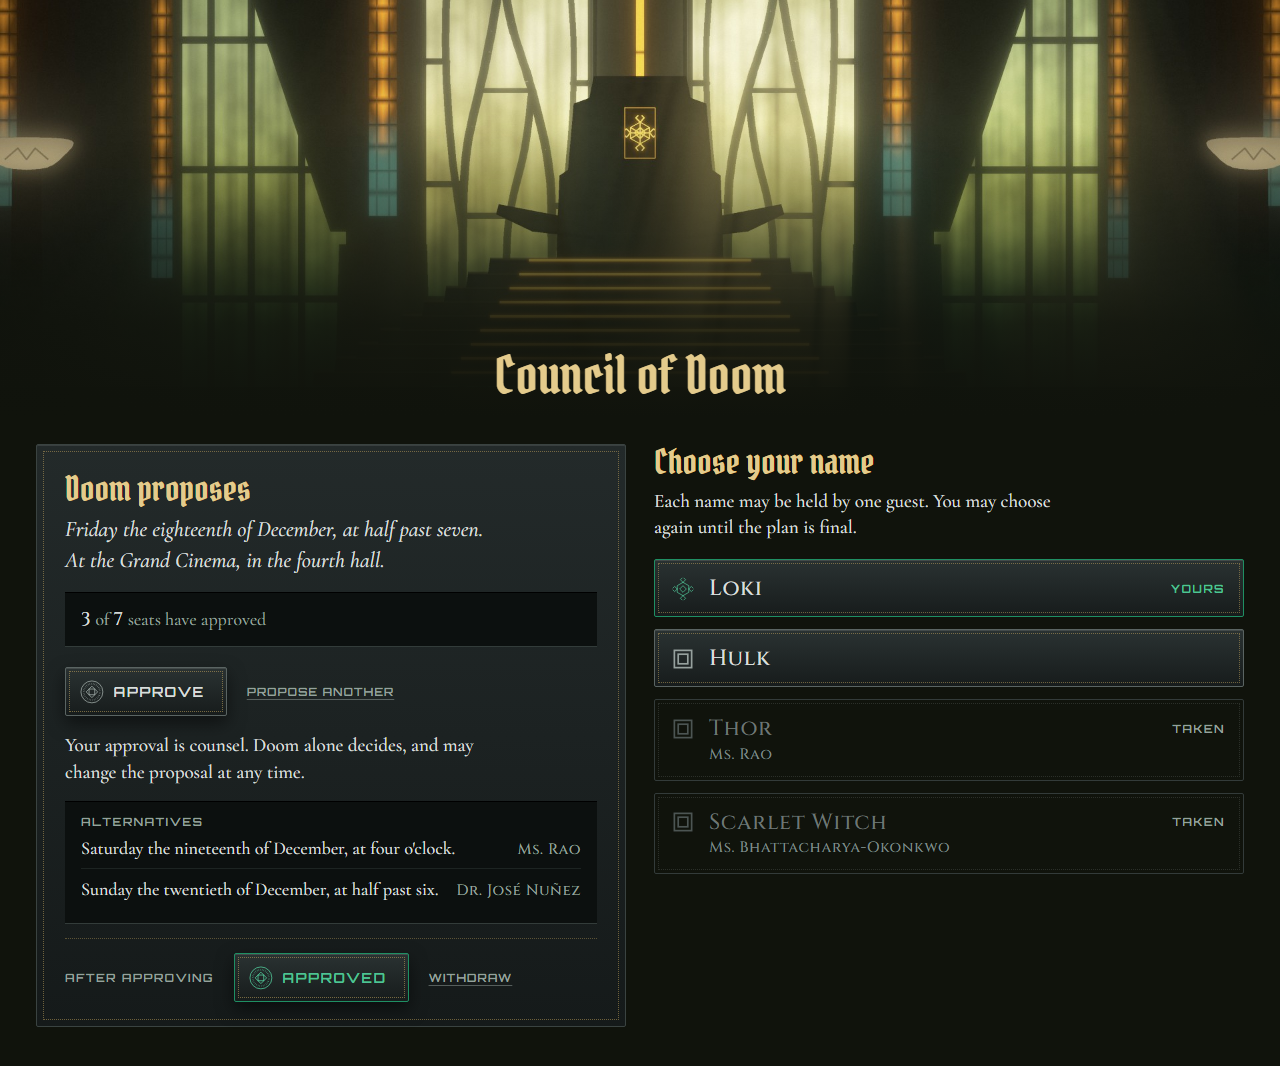 Council of Doom
Doom proposes
Friday the eighteenth of December, at half past seven.
At the Grand Cinema, in the fourth hall.
3 of 7 seats have approved
APPROVE
PROPOSE ANOTHER
Your approval is counsel. Doom alone decides, and may
change the proposal at any time.
ALTERNATIVES
Saturday the nineteenth of December, at four o'clock. Ms. Rao
Sunday the twentieth of December, at half past six. Dr. José Nuñez
AFTER APPROVING
APPROVED
WITHDRAW
Choose your name
Each name may be held by one guest. You may choose
again until the plan is final.
Loki
YOURS
Hulk
Thor
TAKEN
Ms. Rao
Scarlet Witch
TAKEN
Ms. Bhattacharya-Okonkwo